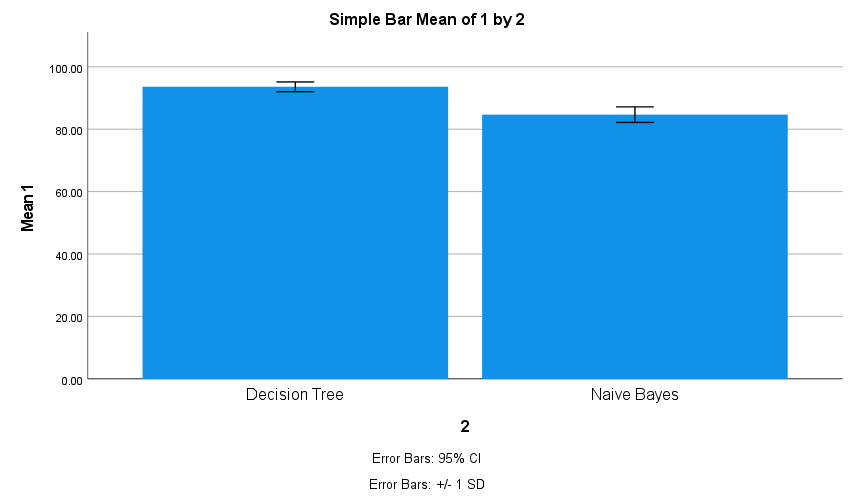 Simple Bar Mean of 1 by 2
100.00
80.00
60.00
40.00
20.00
0.00
Mean 1
Decision Tree
Naive Bayes
2
Error Bars: 95% CI
Error Bars: +/- 1 SD